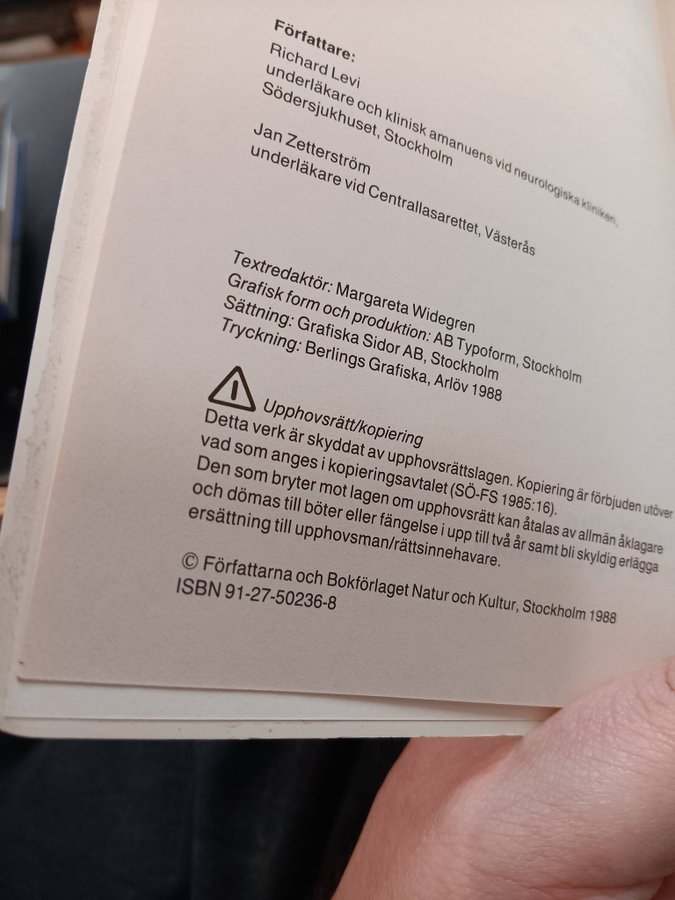 Författare:
Richard Levi
underläkare och klinisk amanuens vid neurologiska kliniken,
Södersjukhuset, Stockholm
Jan Zetterström
underläkare vid Centrallasarettet, Västerås
Textredaktör: Margareta Widegren
Grafisk form och produktion: AB Typoform, Stockholm
Sättning: Grafiska Sidor AB, Stockholm
Tryckning: Berlings Grafiska, Arlöv 1988
Upphovsrätt/kopiering
Detta verk är skyddat av upphovsrättslagen. Kopiering är förbjuden utöver
vad som anges i kopieringsavtalet (SÖ-FS 1985:16).
Den som bryter mot lagen om upphovsrätt kan åtalas av allmän åklagare
och dömas till böter eller fängelse i upp till två år samt bli skyldig erlägga
ersättning till upphovsman/rättsinnehavare.
© Författarna och Bokförlaget Natur och Kultur, Stockholm 1988
ISBN 91-27-50236-8